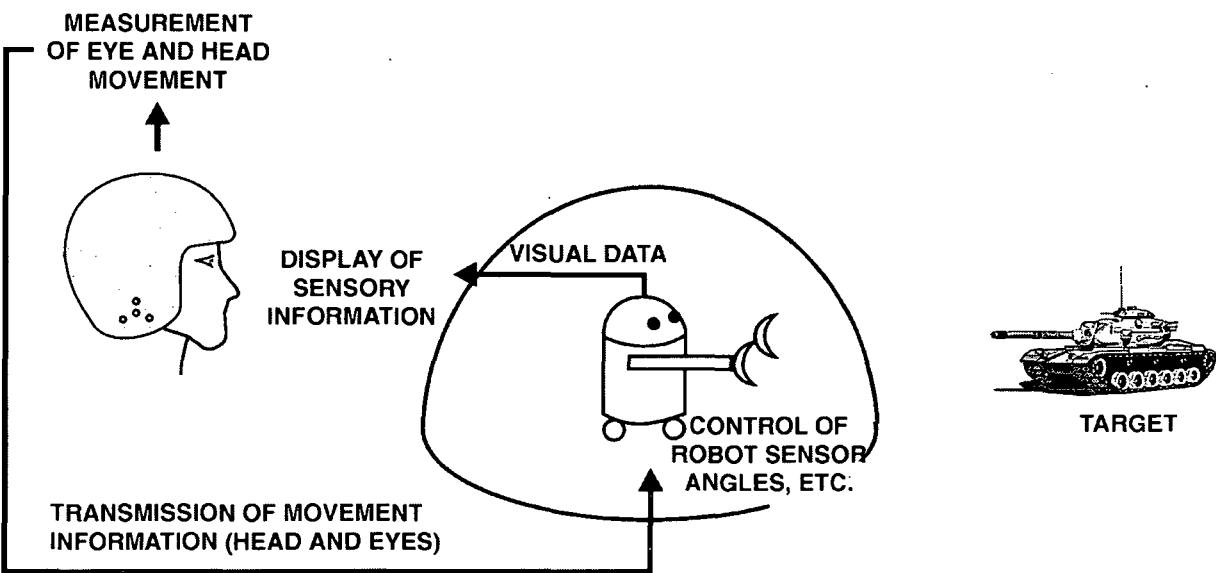 MEASUREMENT
OF EYE AND HEAD
MOVEMENT
DISPLAY OF
SENSORY
INFORMATION
VISUAL DATA
CONTROL OF
ROBOT SENSOR
ANGLES, ETC.
TARGET
TRANSMISSION OF MOVEMENT
INFORMATION (HEAD AND EYES)